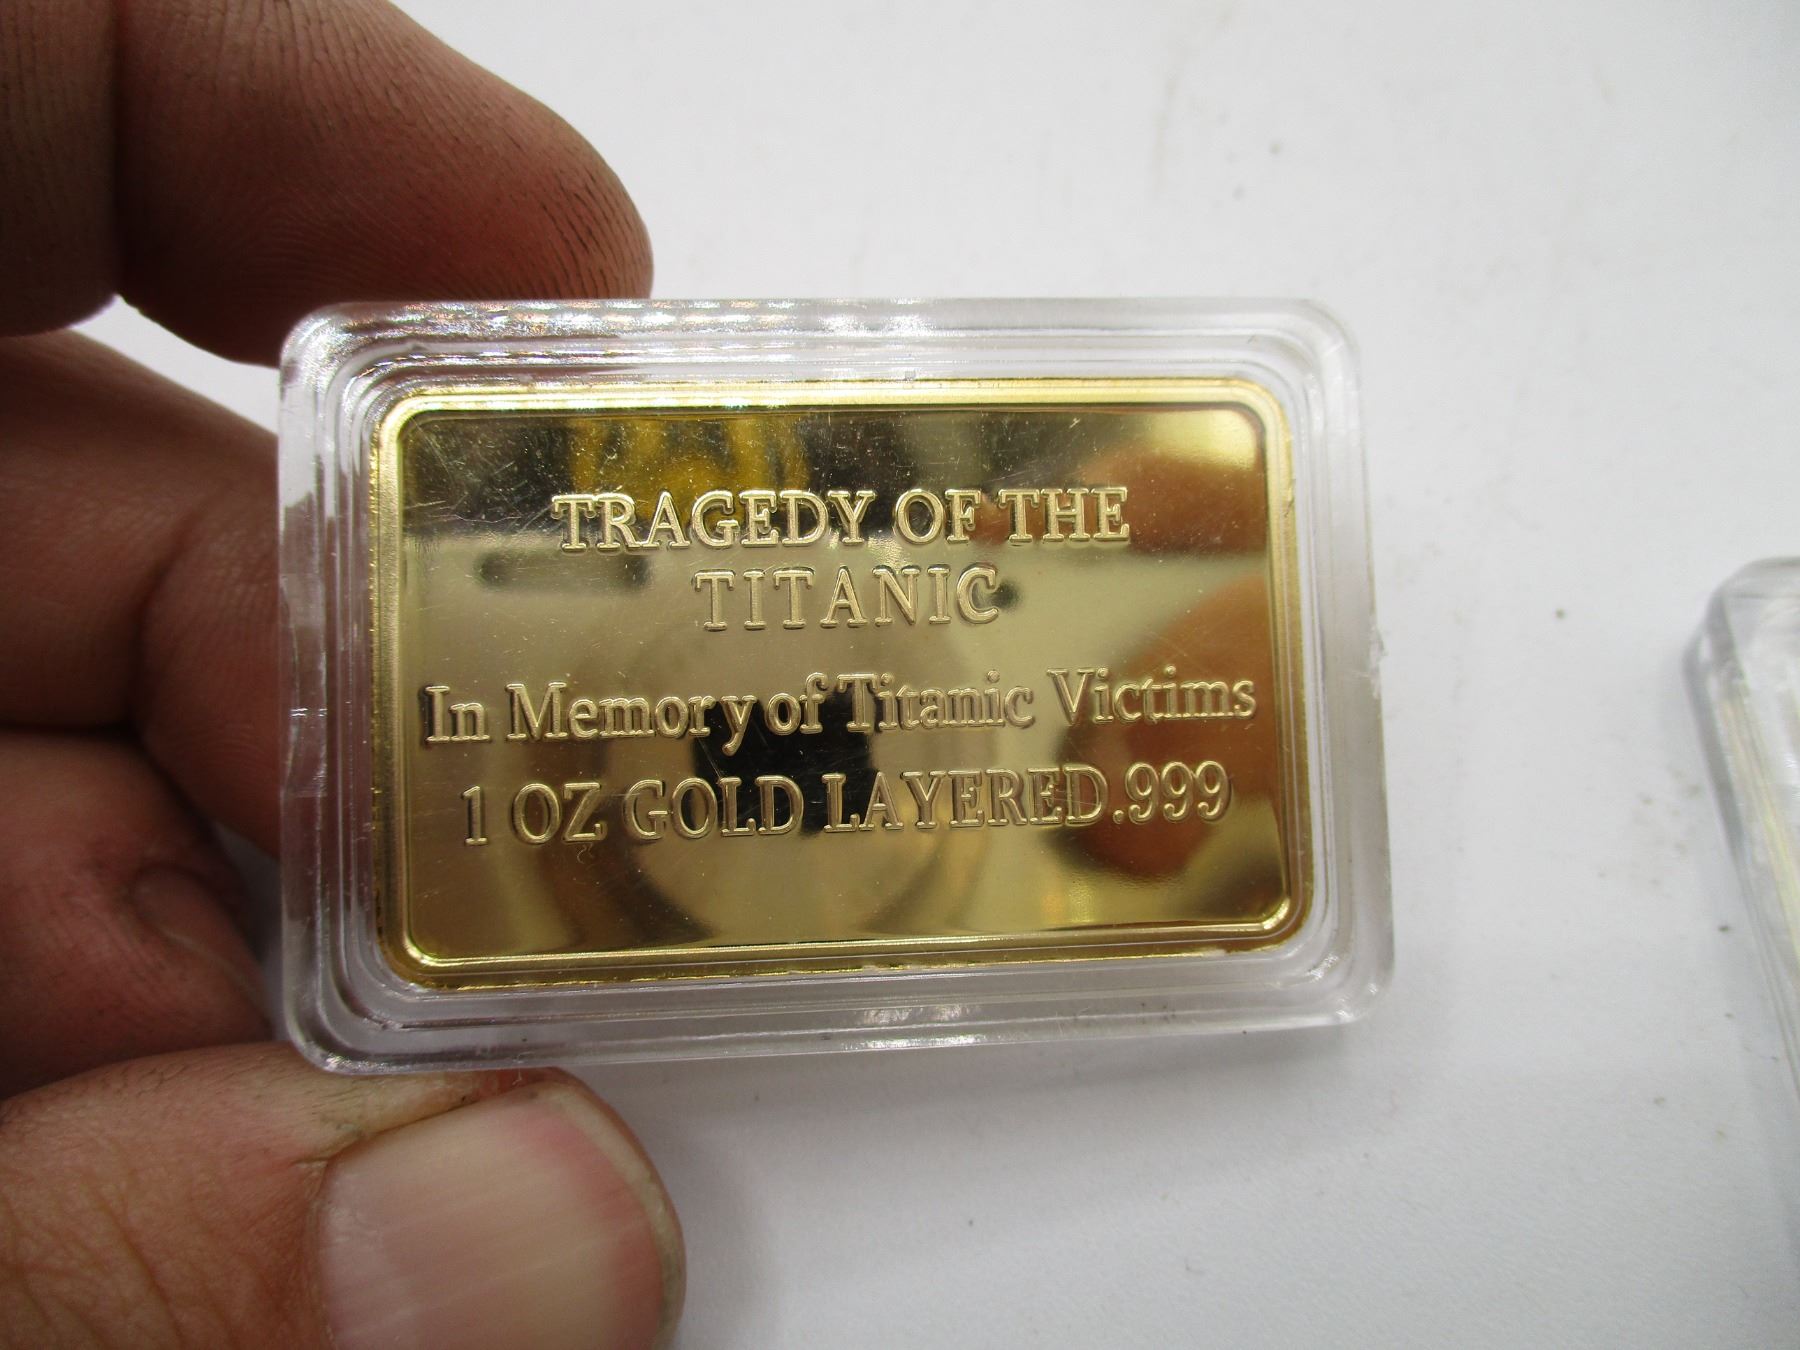 TRAGEDY OF THE
TITANIC
In Memory of Titanic Victims
1 OZ GOLD LAYERED.999